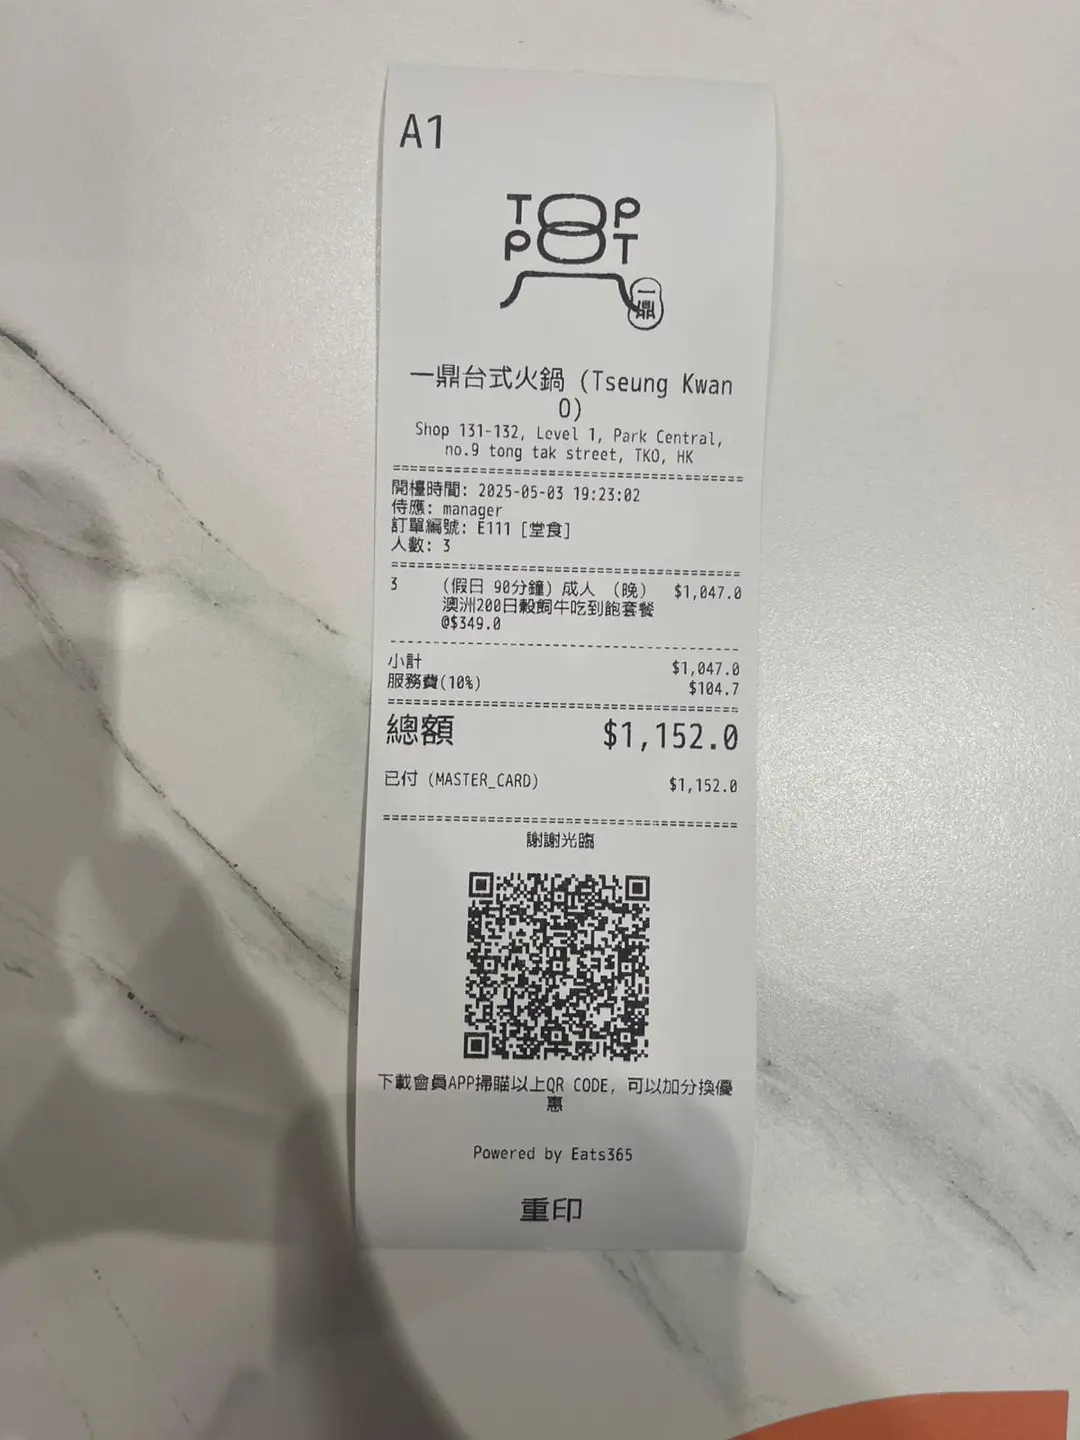 A1
TOP
POT
一鼎
一鼎台式火鍋 (Tseung Kwan
O)
Shop 131-132, Level 1, Park Central,
no.9 tong tak street, TKO, HK
開檯時間: 2025-05-03 19:23:02
侍應: manager
訂單編號: E111 [堂食]
人數: 3
3 (假日 90分鐘) 成人 (晚) $1,047.0
澳洲200日穀飼牛吃到飽套餐
@$349.0
小計 $1,047.0
服務費(10%) $104.7
總額 $1,152.0
已付 (MASTER_CARD) $1,152.0
謝謝光臨
下載會員APP掃瞄以上QR CODE, 可以加分換優
惠
Powered by Eats365
重印